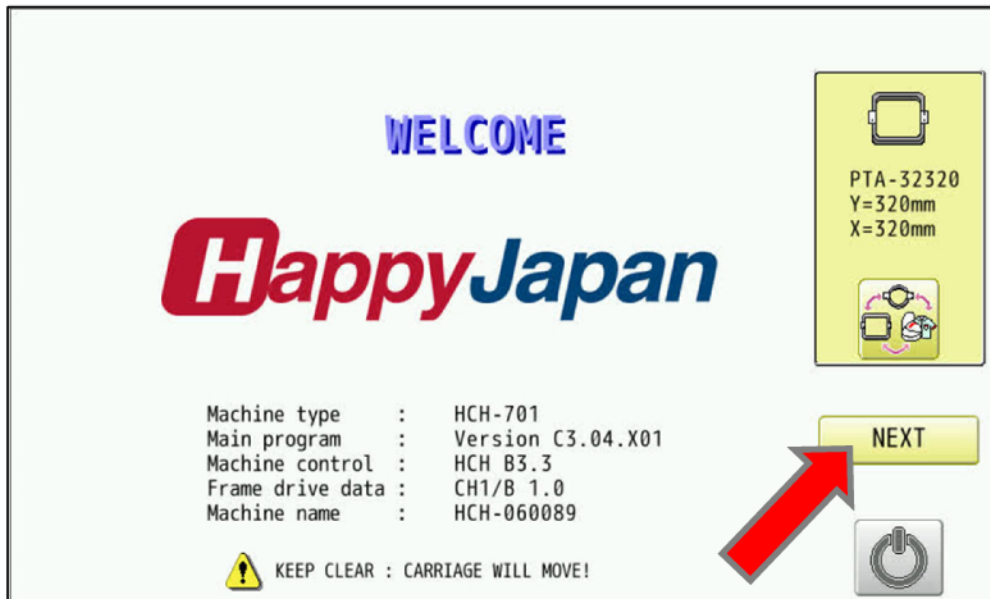 WELCOME
HappyJapan
PTA-32320
Y=320mm
X=320mm
Machine type : HCH-701
Main program : Version C3.04.X01
Machine control : HCH B3.3
Frame drive data : CH1/B 1.0
Machine name : HCH-060089
NEXT
KEEP CLEAR : CARRIAGE WILL MOVE!